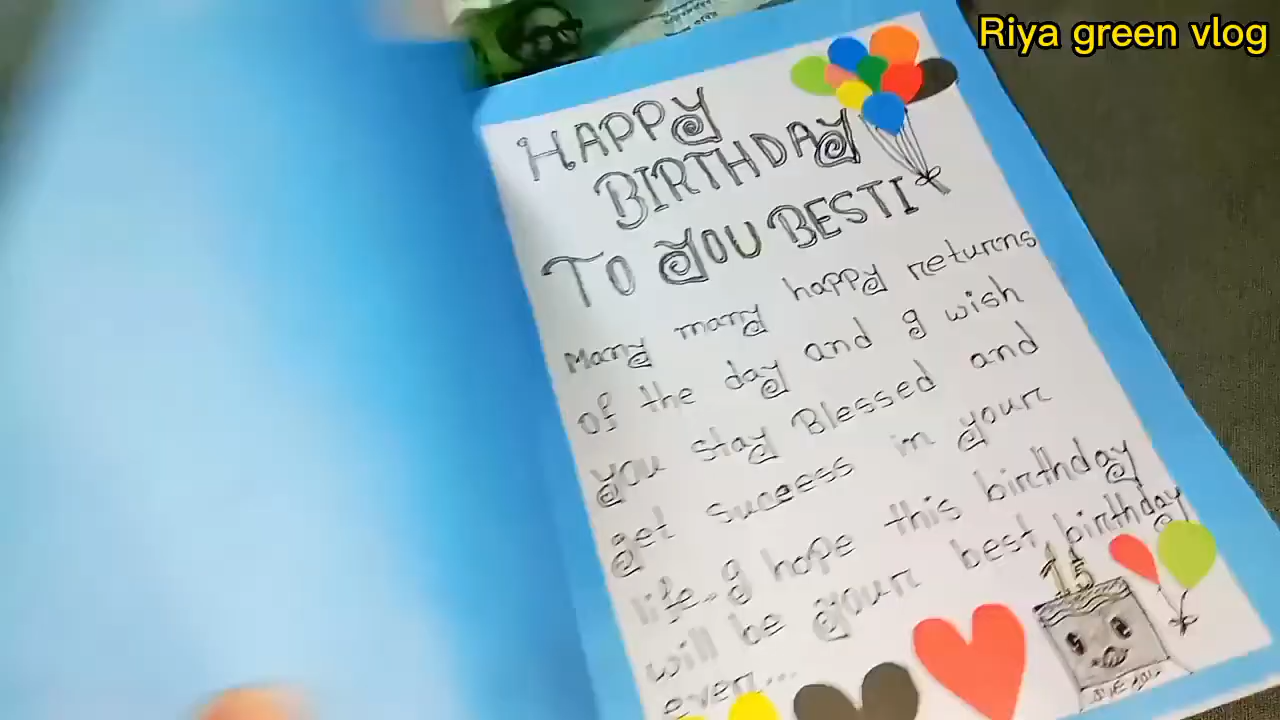 Riya green vlog
HAPPY
BIRTHDAY
TO YOU BESTI
Many many happy returns
of the day and I wish
you stay Blessed and
get suceess in your
life. I hope this birthday
will be your best birthday
ever...
15